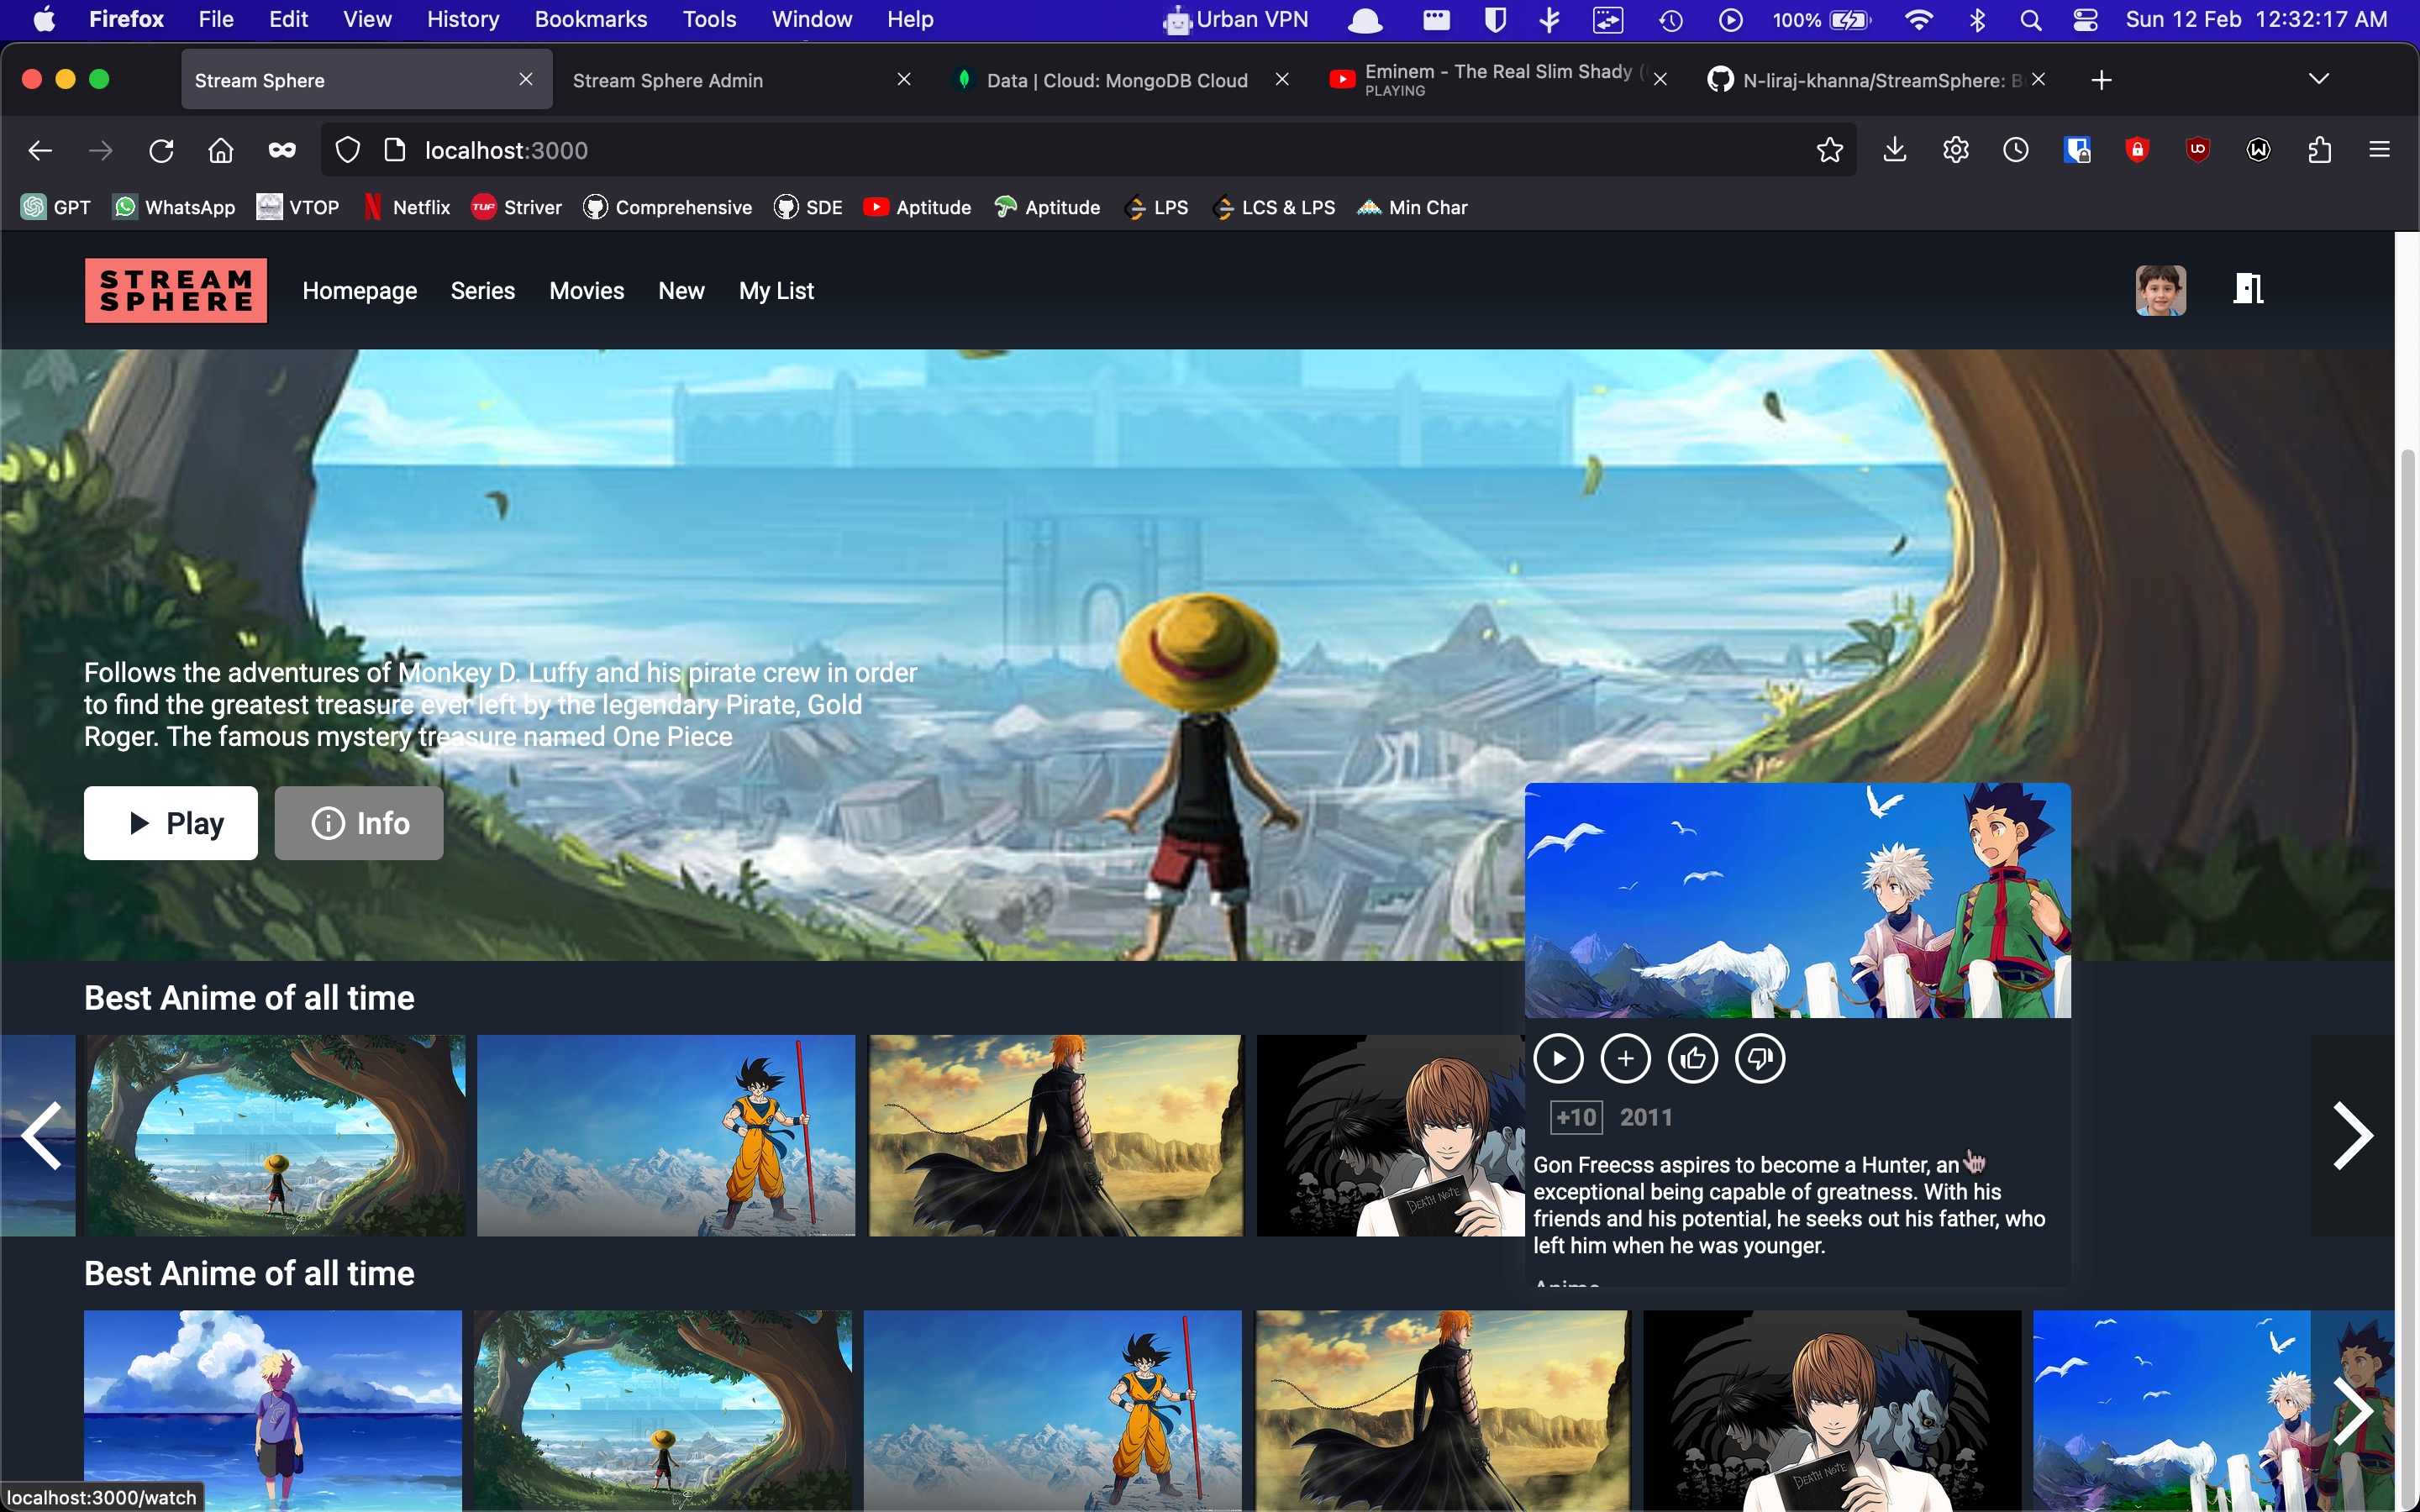 Firefox File Edit View History Bookmarks Tools Window Help Urban VPN 100% Sun 12 Feb 12:32:17 AM
Stream Sphere
Stream Sphere Admin
Data | Cloud: MongoDB Cloud
Eminem - The Real Slim Shady (
PLAYING
N-liraj-khanna/StreamSphere: B
localhost:3000
GPT WhatsApp VTOP Netflix TUF Striver Comprehensive SDE Aptitude Aptitude LPS LCS & LPS Min Char
STREAM
SPHERE
Homepage Series Movies New My List
Follows the adventures of Monkey D. Luffy and his pirate crew in order
to find the greatest treasure ever left by the legendary Pirate, Gold
Roger. The famous mystery treasure named One Piece
Play Info
Best Anime of all time
DEATH NOTE
+10 2011
Gon Freecss aspires to become a Hunter, an
exceptional being capable of greatness. With his
friends and his potential, he seeks out his father, who
left him when he was younger.
Anime
Best Anime of all time
DEATH NOTE
localhost:3000/watch